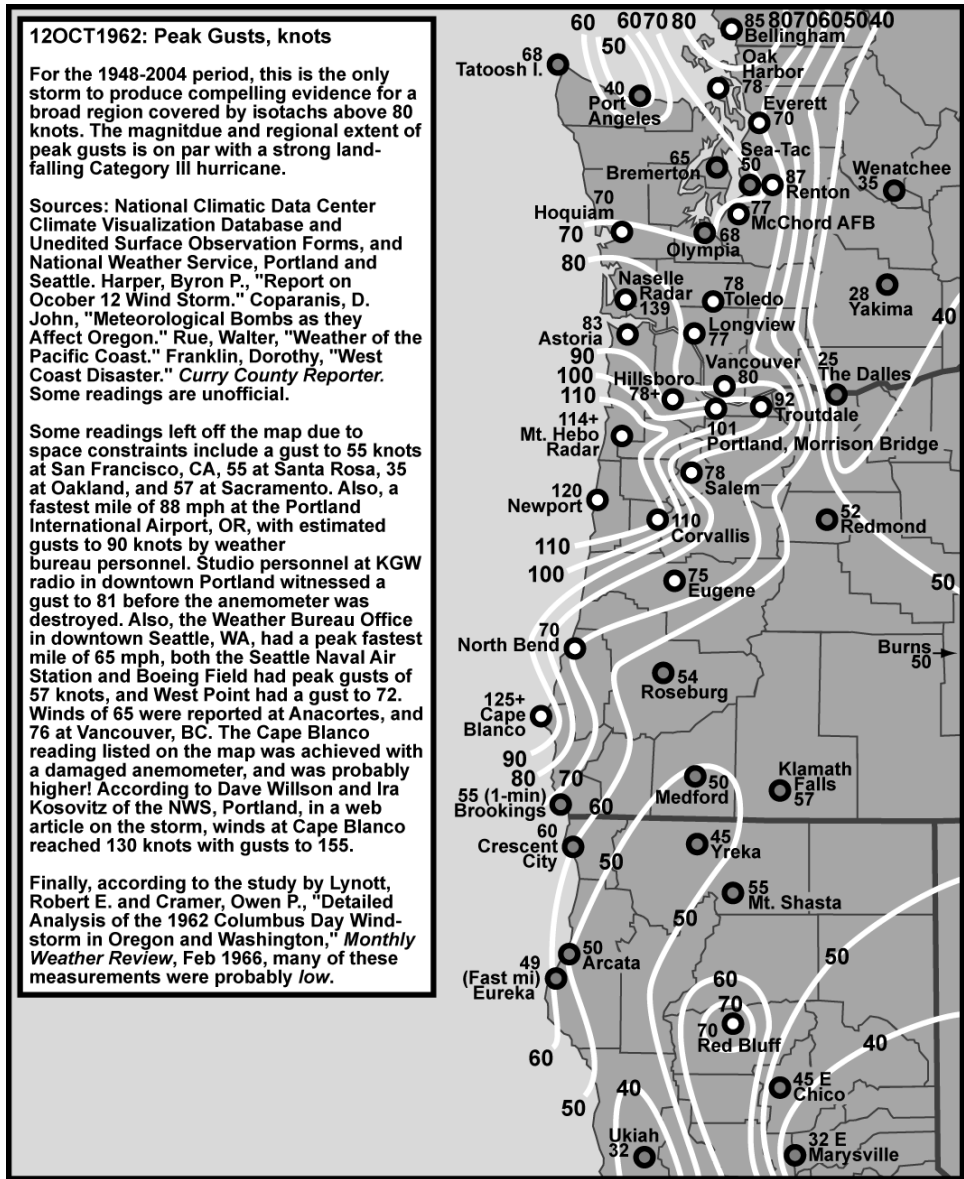 12OCT1962: Peak Gusts, knots
For the 1948-2004 period, this is the only
storm to produce compelling evidence for a
broad region covered by isotachs above 80
knots. The magnitdue and regional extent of
peak gusts is on par with a strong land-
falling Category III hurricane.
Sources: National Climatic Data Center
Climate Visualization Database and
Unedited Surface Observation Forms, and
National Weather Service, Portland and
Seattle. Harper, Byron P., "Report on
Ocober 12 Wind Storm." Coparanis, D.
John, "Meteorological Bombs as they
Affect Oregon." Rue, Walter, "Weather of the
Pacific Coast." Franklin, Dorothy, "West
Coast Disaster." Curry County Reporter.
Some readings are unofficial.
Some readings left off the map due to
space constraints include a gust to 55 knots
at San Francisco, CA, 55 at Santa Rosa, 35
at Oakland, and 57 at Sacramento. Also, a
fastest mile of 88 mph at the Portland
International Airport, OR, with estimated
gusts to 90 knots by weather
bureau personnel. Studio personnel at KGW
radio in downtown Portland witnessed a
gust to 81 before the anemometer was
destroyed. Also, the Weather Bureau Office
in downtown Seattle, WA, had a peak fastest
mile of 65 mph, both the Seattle Naval Air
Station and Boeing Field had peak gusts of
57 knots, and West Point had a gust to 72.
Winds of 65 were reported at Anacortes, and
76 at Vancouver, BC. The Cape Blanco
reading listed on the map was achieved with
a damaged anemometer, and was probably
higher! According to Dave Willson and Ira
Kosovitz of the NWS, Portland, in a web
article on the storm, winds at Cape Blanco
reached 130 knots with gusts to 155.
Finally, according to the study by Lynott,
Robert E. and Cramer, Owen P., "Detailed
Analysis of the 1962 Columbus Day Wind-
storm in Oregon and Washington," Monthly
Weather Review, Feb 1966, many of these
measurements were probably low.
60 60 70 80 85 80 70 60 50 40
Bellingham
50
68
Tatoosh I.
Oak
Harbor
78
40
Port
Angeles
Everett
70
Sea-Tac
50
65
Bremerton
87
Renton
Wenatchee
35
77
McChord AFB
70
Hoquiam
70
68
Olympia
80
Naselle
Radar
139
78
Toledo
28
Yakima
40
83
Astoria
Longview
77
90
Vancouver
80
25
The Dalles
100
Hillsboro
78+
110
92
Troutdale
101
Portland, Morrison Bridge
114+
Mt. Hebo
Radar
78
Salem
120
Newport
110
Corvallis
52
Redmond
110
100
75
Eugene
50
70
North Bend
Burns
50
54
Roseburg
125+
Cape
Blanco
90
80 70
60
50
Medford
Klamath
Falls
57
55 (1-min)
Brookings
60
Crescent
City
50
45
Yreka
55
Mt. Shasta
50
50
50
Arcata
49
(Fast mi)
Eureka
60
70
70
Red Bluff
40
60
50
45 E
Chico
40
Ukiah
32
32 E
Marysville